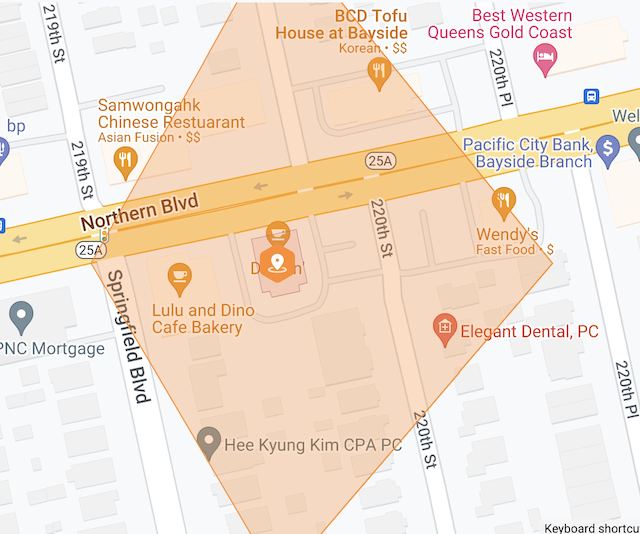 219th St
BCD Tofu
House at Bayside
Korean • $$
Best Western
Queens Gold Coast
220th Pl
Samwongahk
Chinese Restuarant
Asian Fusion • $$
bp
219th St
25A
Pacific City Bank,
Bayside Branch
Wel
Northern Blvd
25A
220th St
Wendy's
Fast Food • $
Springfield Blvd
Lulu and Dino
Cafe Bakery
Elegant Dental, PC
PNC Mortgage
220th Pl
220th St
Hee Kyung Kim CPA PC
Keyboard shortcu